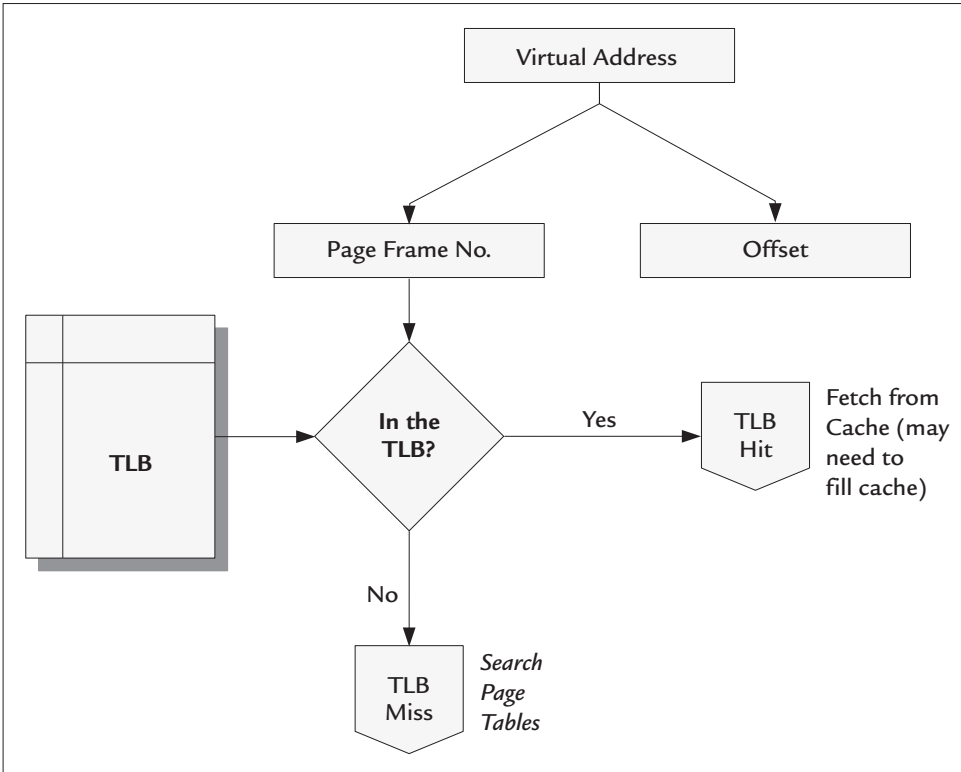 Virtual Address
Page Frame No.
Offset
TLB
In the
TLB?
Yes
TLB
Hit
Fetch from
Cache (may
need to
fill cache)
No
TLB
Miss
Search
Page
Tables